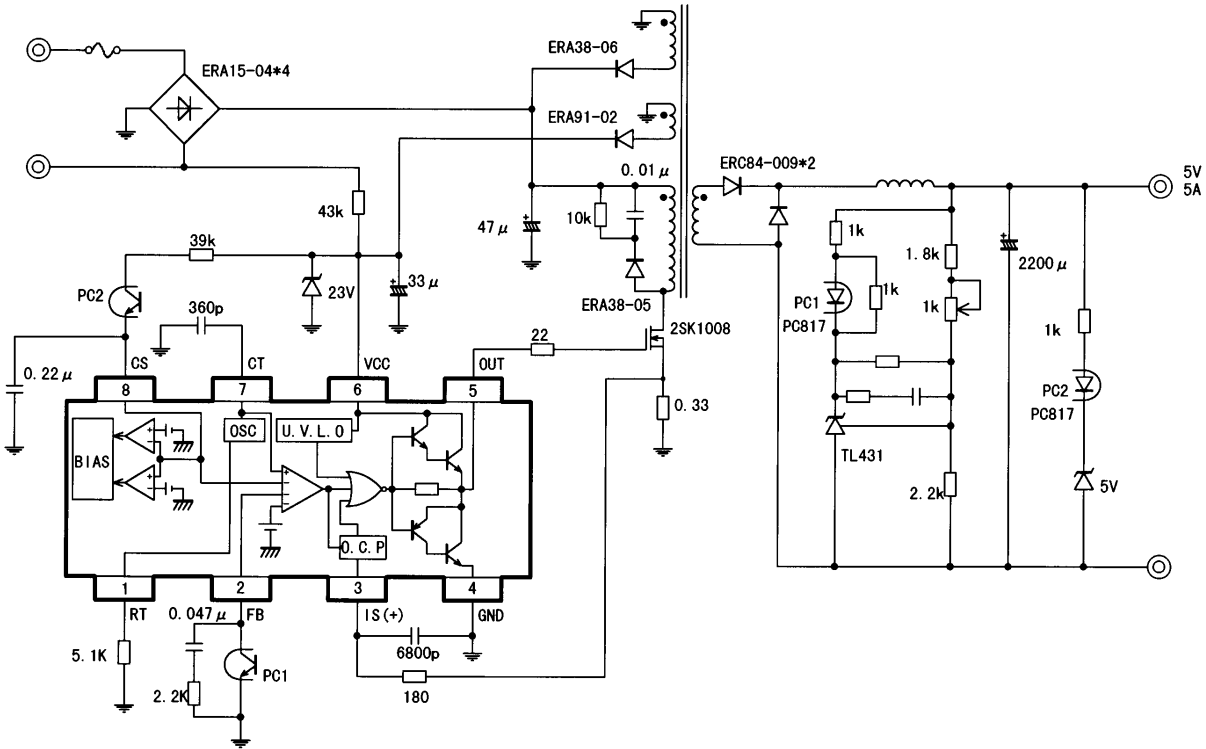 ERA15-04*4
ERA38-06
ERA91-02
ERC84-009*2
5V
5A
0.01μ
43k
47μ
10k
39k
1k
1.8k
2200μ
PC2
23V
33μ
ERA38-05
PC1
PC817
1k
1k
360p
2SK1008
1k
22
0.22μ
CS
CT
VCC
OUT
PC2
PC817
8
7
6
5
0.33
OSC
U.V.L.O
BIAS
TL431
2.2k
5V
O.C.P
1
2
3
4
RT
0.047μ
FB
IS(+)
GND
5.1K
6800p
2.2K
PC1
180